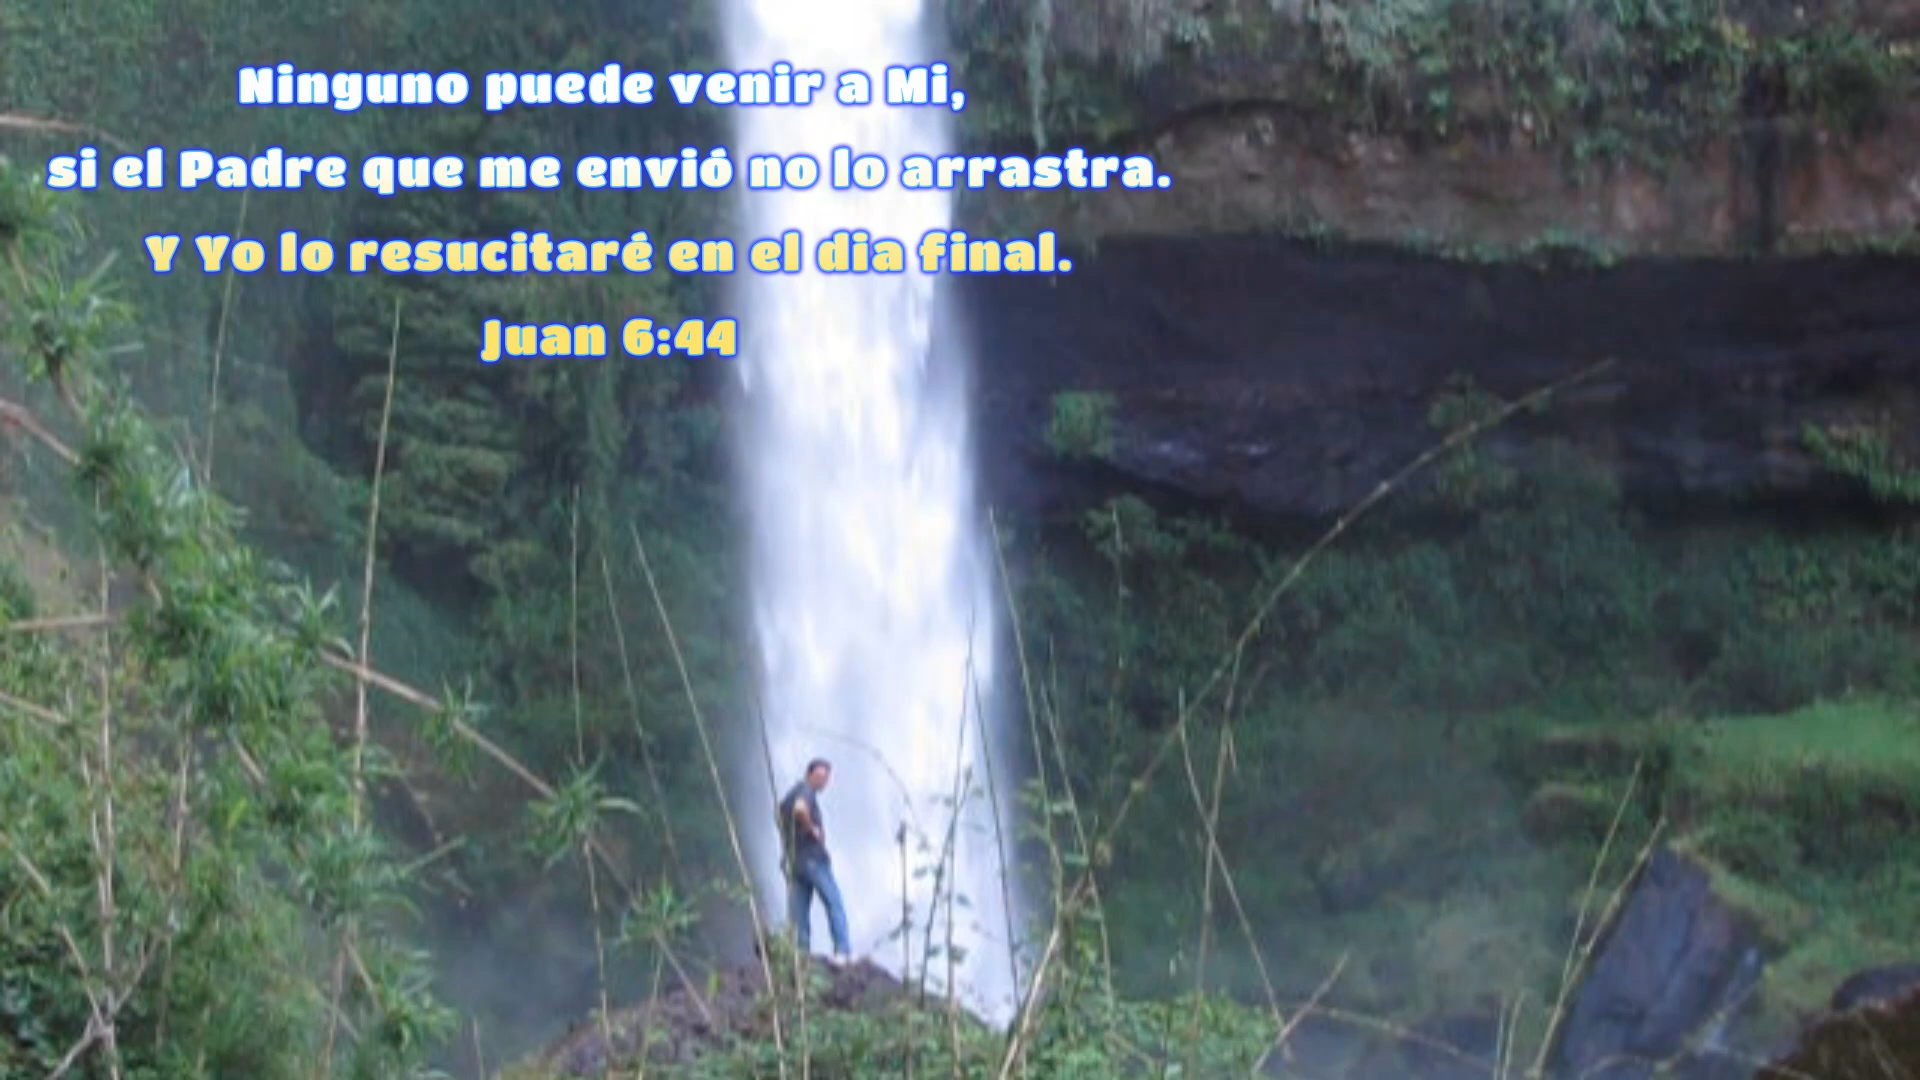 Ninguno puede venir a Mi,
si el Padre que me envió no lo arrastra.
Y Yo lo resucitaré en el dia final.
Juan 6:44